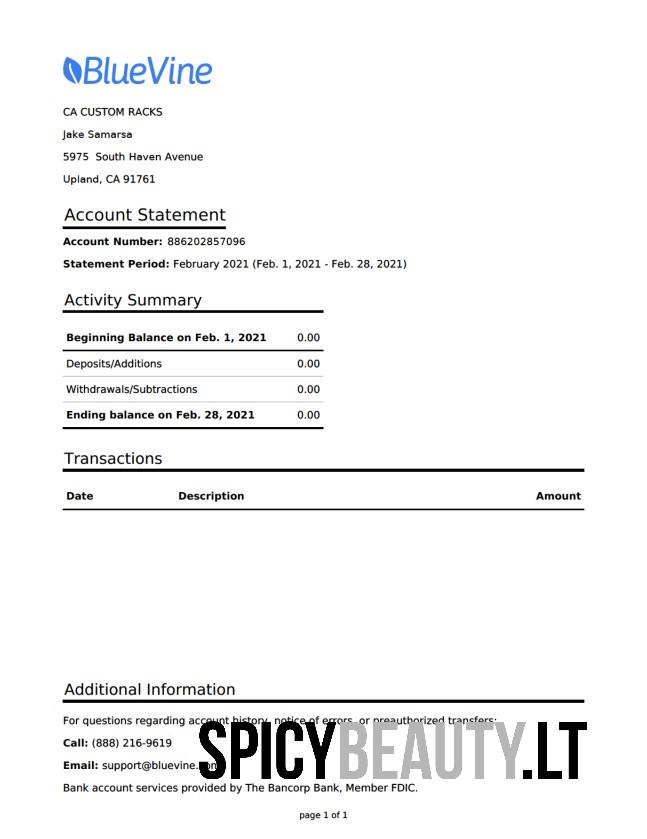 BlueVine
CA CUSTOM RACKS
Jake Samarsa
5975 South Haven Avenue
Upland, CA 91761
Account Statement
Account Number: 886202857096
Statement Period: February 2021 (Feb. 1, 2021 - Feb. 28, 2021)
Activity Summary
Beginning Balance on Feb. 1, 2021 0.00
Deposits/Additions 0.00
Withdrawals/Subtractions 0.00
Ending balance on Feb. 28, 2021 0.00
Transactions
Date Description Amount
Additional Information
For questions regarding account history, notice of errors, or preauthorized transfers:
Call: (888) 216-9619
Email: support@bluevine.com
SPICYBEAUTY.LT
Bank account services provided by The Bancorp Bank, Member FDIC.
page 1 of 1